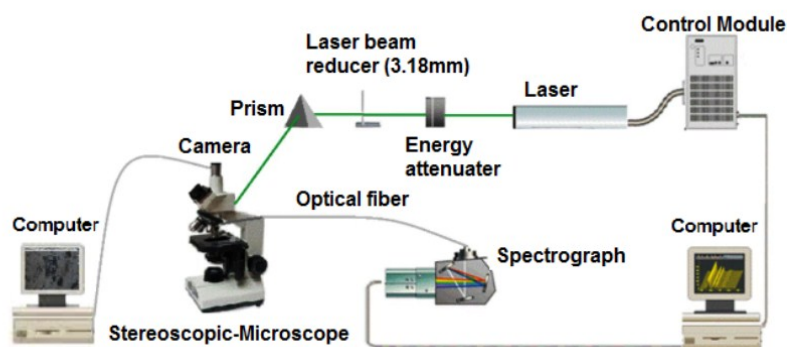 Control Module
Laser beam
reducer (3.18mm)
Laser
Prism
Camera
Energy
attenuater
Optical fiber
Computer
Computer
Spectrograph
Stereoscopic-Microscope